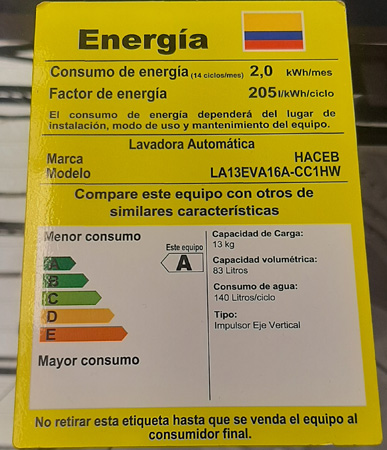 Energía
Consumo de energía (14 ciclos/mes) 2,0 kWh/mes
Factor de energía 205 l/kWh/ciclo
El consumo de energía dependerá del lugar de
instalación, modo de uso y mantenimiento del equipo.
Lavadora Automática
Marca HACEB
Modelo LA13EVA16A-CC1HW
Compare este equipo con otros de
similares características
Menor consumo
Este equipo
A
A
B
C
D
E
Mayor consumo
Capacidad de Carga:
13 kg
Capacidad volumétrica:
83 Litros
Consumo de agua:
140 Litros/ciclo
Tipo:
Impulsor Eje Vertical
No retirar esta etiqueta hasta que se venda el equipo al
consumidor final.